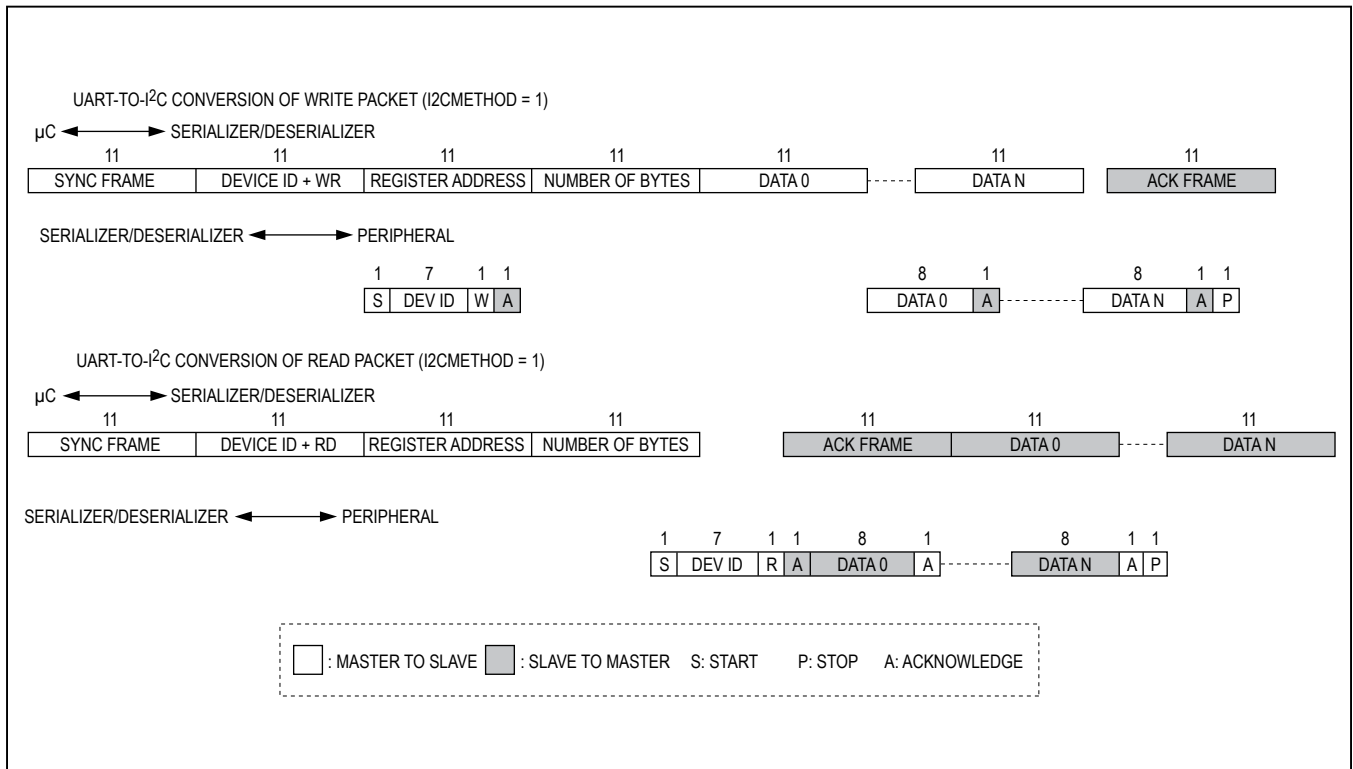 UART-TO-I2C CONVERSION OF WRITE PACKET (I2CMETHOD = 1)
µC SERIALIZER/DESERIALIZER
11 11 11 11 11 11 11
SYNC FRAME DEVICE ID + WR REGISTER ADDRESS NUMBER OF BYTES DATA 0 DATA N ACK FRAME
SERIALIZER/DESERIALIZER PERIPHERAL
1 7 1 1 8 1 8 1 1
S DEV ID W A DATA 0 A DATA N A P
UART-TO-I2C CONVERSION OF READ PACKET (I2CMETHOD = 1)
µC SERIALIZER/DESERIALIZER
11 11 11 11 11 11 11
SYNC FRAME DEVICE ID + RD REGISTER ADDRESS NUMBER OF BYTES ACK FRAME DATA 0 DATA N
SERIALIZER/DESERIALIZER PERIPHERAL
1 7 1 1 8 1 8 1 1
S DEV ID R A DATA 0 A DATA N A P
: MASTER TO SLAVE : SLAVE TO MASTER S: START P: STOP A: ACKNOWLEDGE